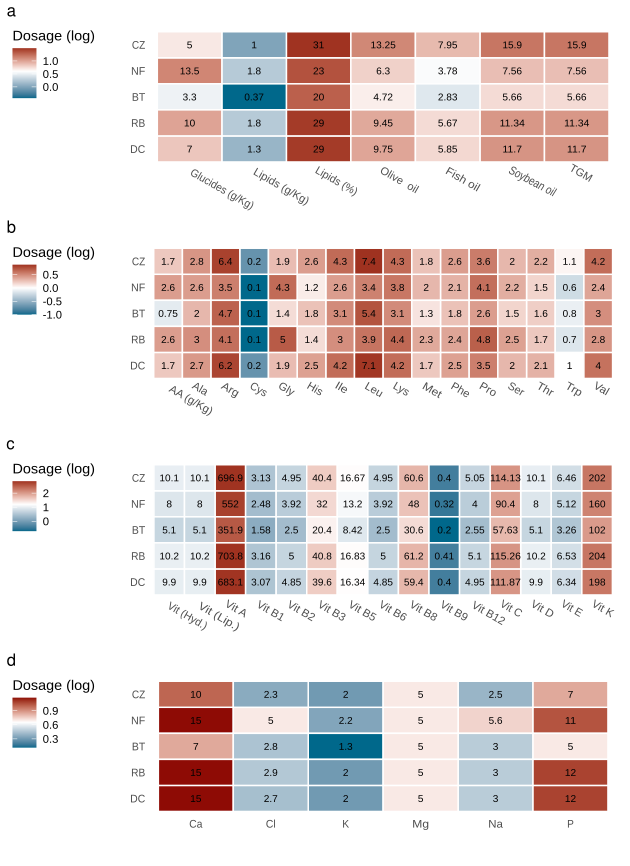 a
Dosage (log)
1.0
0.5
0.0
CZ 5 1 31 13.25 7.95 15.9 15.9
NF 13.5 1.8 23 6.3 3.78 7.56 7.56
BT 3.3 0.37 20 4.72 2.83 5.66 5.66
RB 10 1.8 29 9.45 5.67 11.34 11.34
DC 7 1.3 29 9.75 5.85 11.7 11.7
Glucides (g/Kg) Lipids (g/Kg) Lipids (%) Olive oil Fish oil Soybean oil TGM
b
Dosage (log)
0.5
0.0
-0.5
-1.0
CZ 1.7 2.8 6.4 0.2 1.9 2.6 4.3 7.4 4.3 1.8 2.6 3.6 2 2.2 1.1 4.2
NF 2.6 2.6 3.5 0.1 4.3 1.2 2.6 3.4 3.8 2 2.1 4.1 2.2 1.5 0.6 2.4
BT 0.75 2 4.7 0.1 1.4 1.8 3.1 5.4 3.1 1.3 1.8 2.6 1.5 1.6 0.8 3
RB 2.6 3 4.1 0.1 5 1.4 3 3.9 4.4 2.3 2.4 4.8 2.5 1.7 0.7 2.8
DC 1.7 2.7 6.2 0.2 1.9 2.5 4.2 7.1 4.2 1.7 2.5 3.5 2 2.1 1 4
AA (g/Kg) Ala Arg Cys Gly His Ile Leu Lys Met Phe Pro Ser Thr Trp Val
c
Dosage (log)
2
1
0
CZ 10.1 10.1 696.9 3.13 4.95 40.4 16.67 4.95 60.6 0.4 5.05 114.13 10.1 6.46 202
NF 8 8 552 2.48 3.92 32 13.2 3.92 48 0.32 4 90.4 8 5.12 160
BT 5.1 5.1 351.9 1.58 2.5 20.4 8.42 2.5 30.6 0.2 2.55 57.63 5.1 3.26 102
RB 10.2 10.2 703.8 3.16 5 40.8 16.83 5 61.2 0.41 5.1 115.26 10.2 6.53 204
DC 9.9 9.9 683.1 3.07 4.85 39.6 16.34 4.85 59.4 0.4 4.95 111.87 9.9 6.34 198
Vit (Hyd.) Vit (Lip.) Vit A Vit B1 Vit B2 Vit B3 Vit B5 Vit B6 Vit B8 Vit B9 Vit B12 Vit C Vit D Vit E Vit K
d
Dosage (log)
0.9
0.6
0.3
CZ 10 2.3 2 5 2.5 7
NF 15 5 2.2 5 5.6 11
BT 7 2.8 1.3 5 3 5
RB 15 2.9 2 5 3 12
DC 15 2.7 2 5 3 12
Ca Cl K Mg Na P